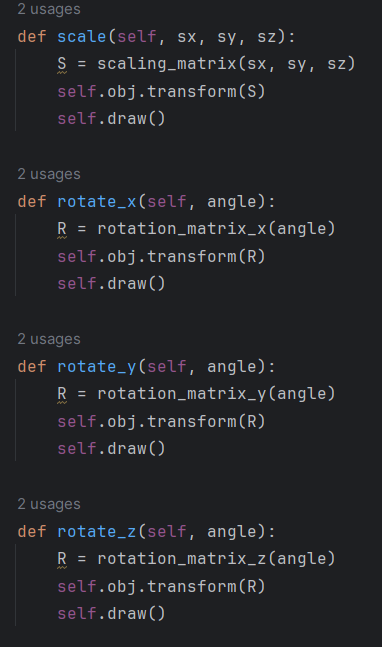 2 usages
def scale(self, sx, sy, sz):
    S = scaling_matrix(sx, sy, sz)
    self.obj.transform(S)
    self.draw()
2 usages
def rotate_x(self, angle):
    R = rotation_matrix_x(angle)
    self.obj.transform(R)
    self.draw()
2 usages
def rotate_y(self, angle):
    R = rotation_matrix_y(angle)
    self.obj.transform(R)
    self.draw()
2 usages
def rotate_z(self, angle):
    R = rotation_matrix_z(angle)
    self.obj.transform(R)
    self.draw()